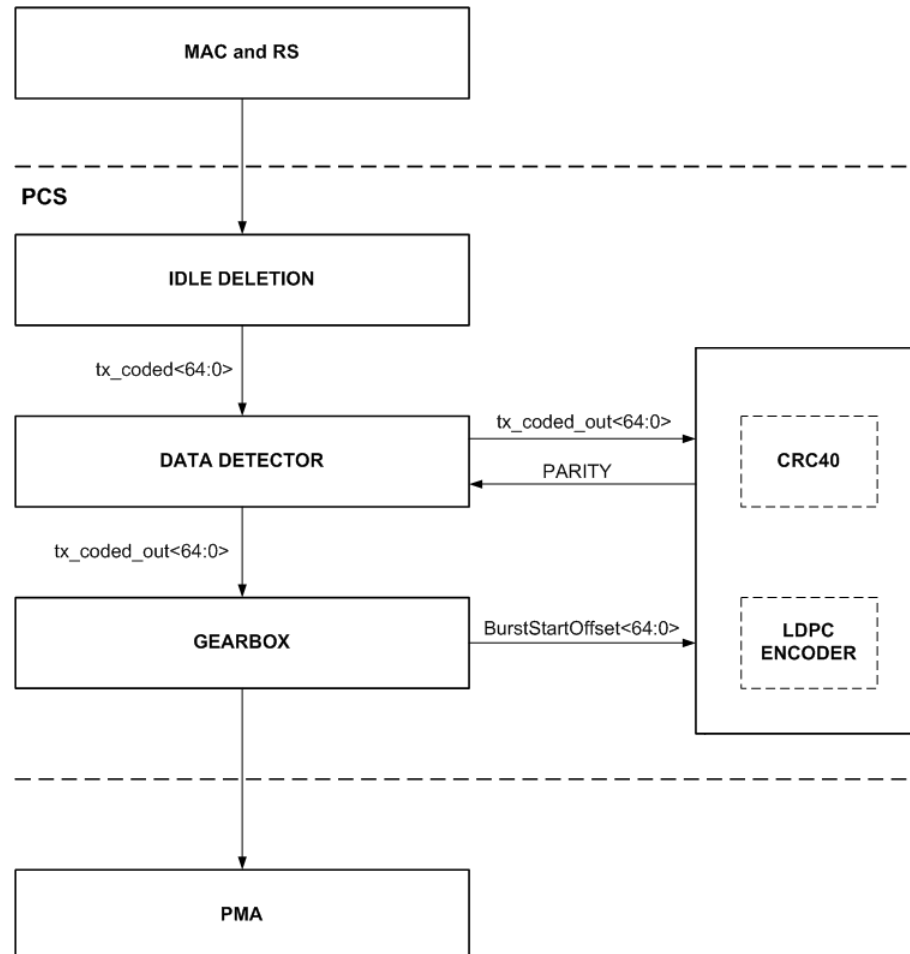 MAC and RS
PCS
IDLE DELETION
tx_coded<64:0>
DATA DETECTOR
tx_coded_out<64:0>
PARITY
CRC40
tx_coded_out<64:0>
GEARBOX
BurstStartOffset<64:0>
LDPC
ENCODER
PMA